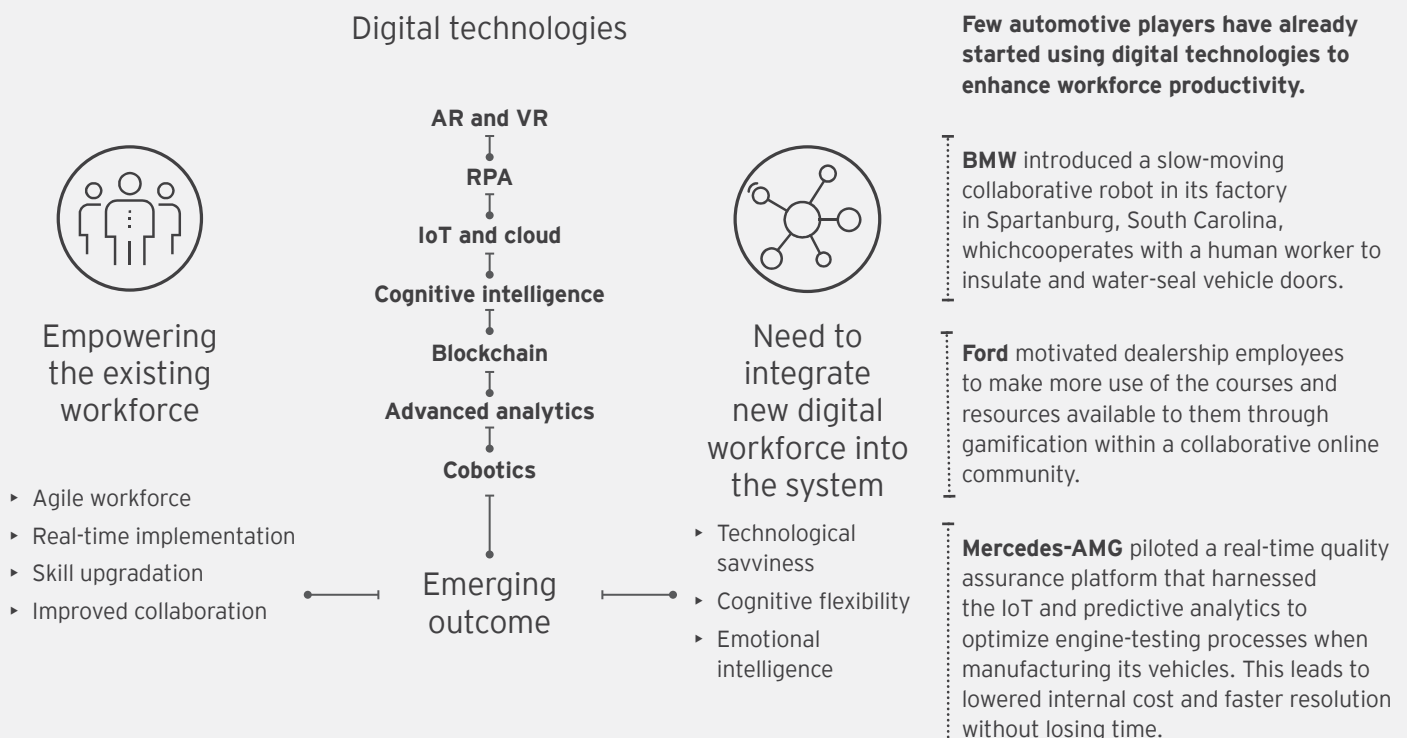 Digital technologies
AR and VR
RPA
IoT and cloud
Cognitive intelligence
Blockchain
Advanced analytics
Cobotics
Emerging
outcome
Empowering
the existing
workforce
‣ Agile workforce
‣ Real-time implementation
‣ Skill upgradation
‣ Improved collaboration
Need to
integrate
new digital
workforce into
the system
‣ Technological
savviness
‣ Cognitive flexibility
‣ Emotional
intelligence
Few automotive players have already
started using digital technologies to
enhance workforce productivity.
BMW introduced a slow-moving
collaborative robot in its factory
in Spartanburg, South Carolina,
whichcooperates with a human worker to
insulate and water-seal vehicle doors.
Ford motivated dealership employees
to make more use of the courses and
resources available to them through
gamification within a collaborative online
community.
Mercedes-AMG piloted a real-time quality
assurance platform that harnessed
the IoT and predictive analytics to
optimize engine-testing processes when
manufacturing its vehicles. This leads to
lowered internal cost and faster resolution
without losing time.